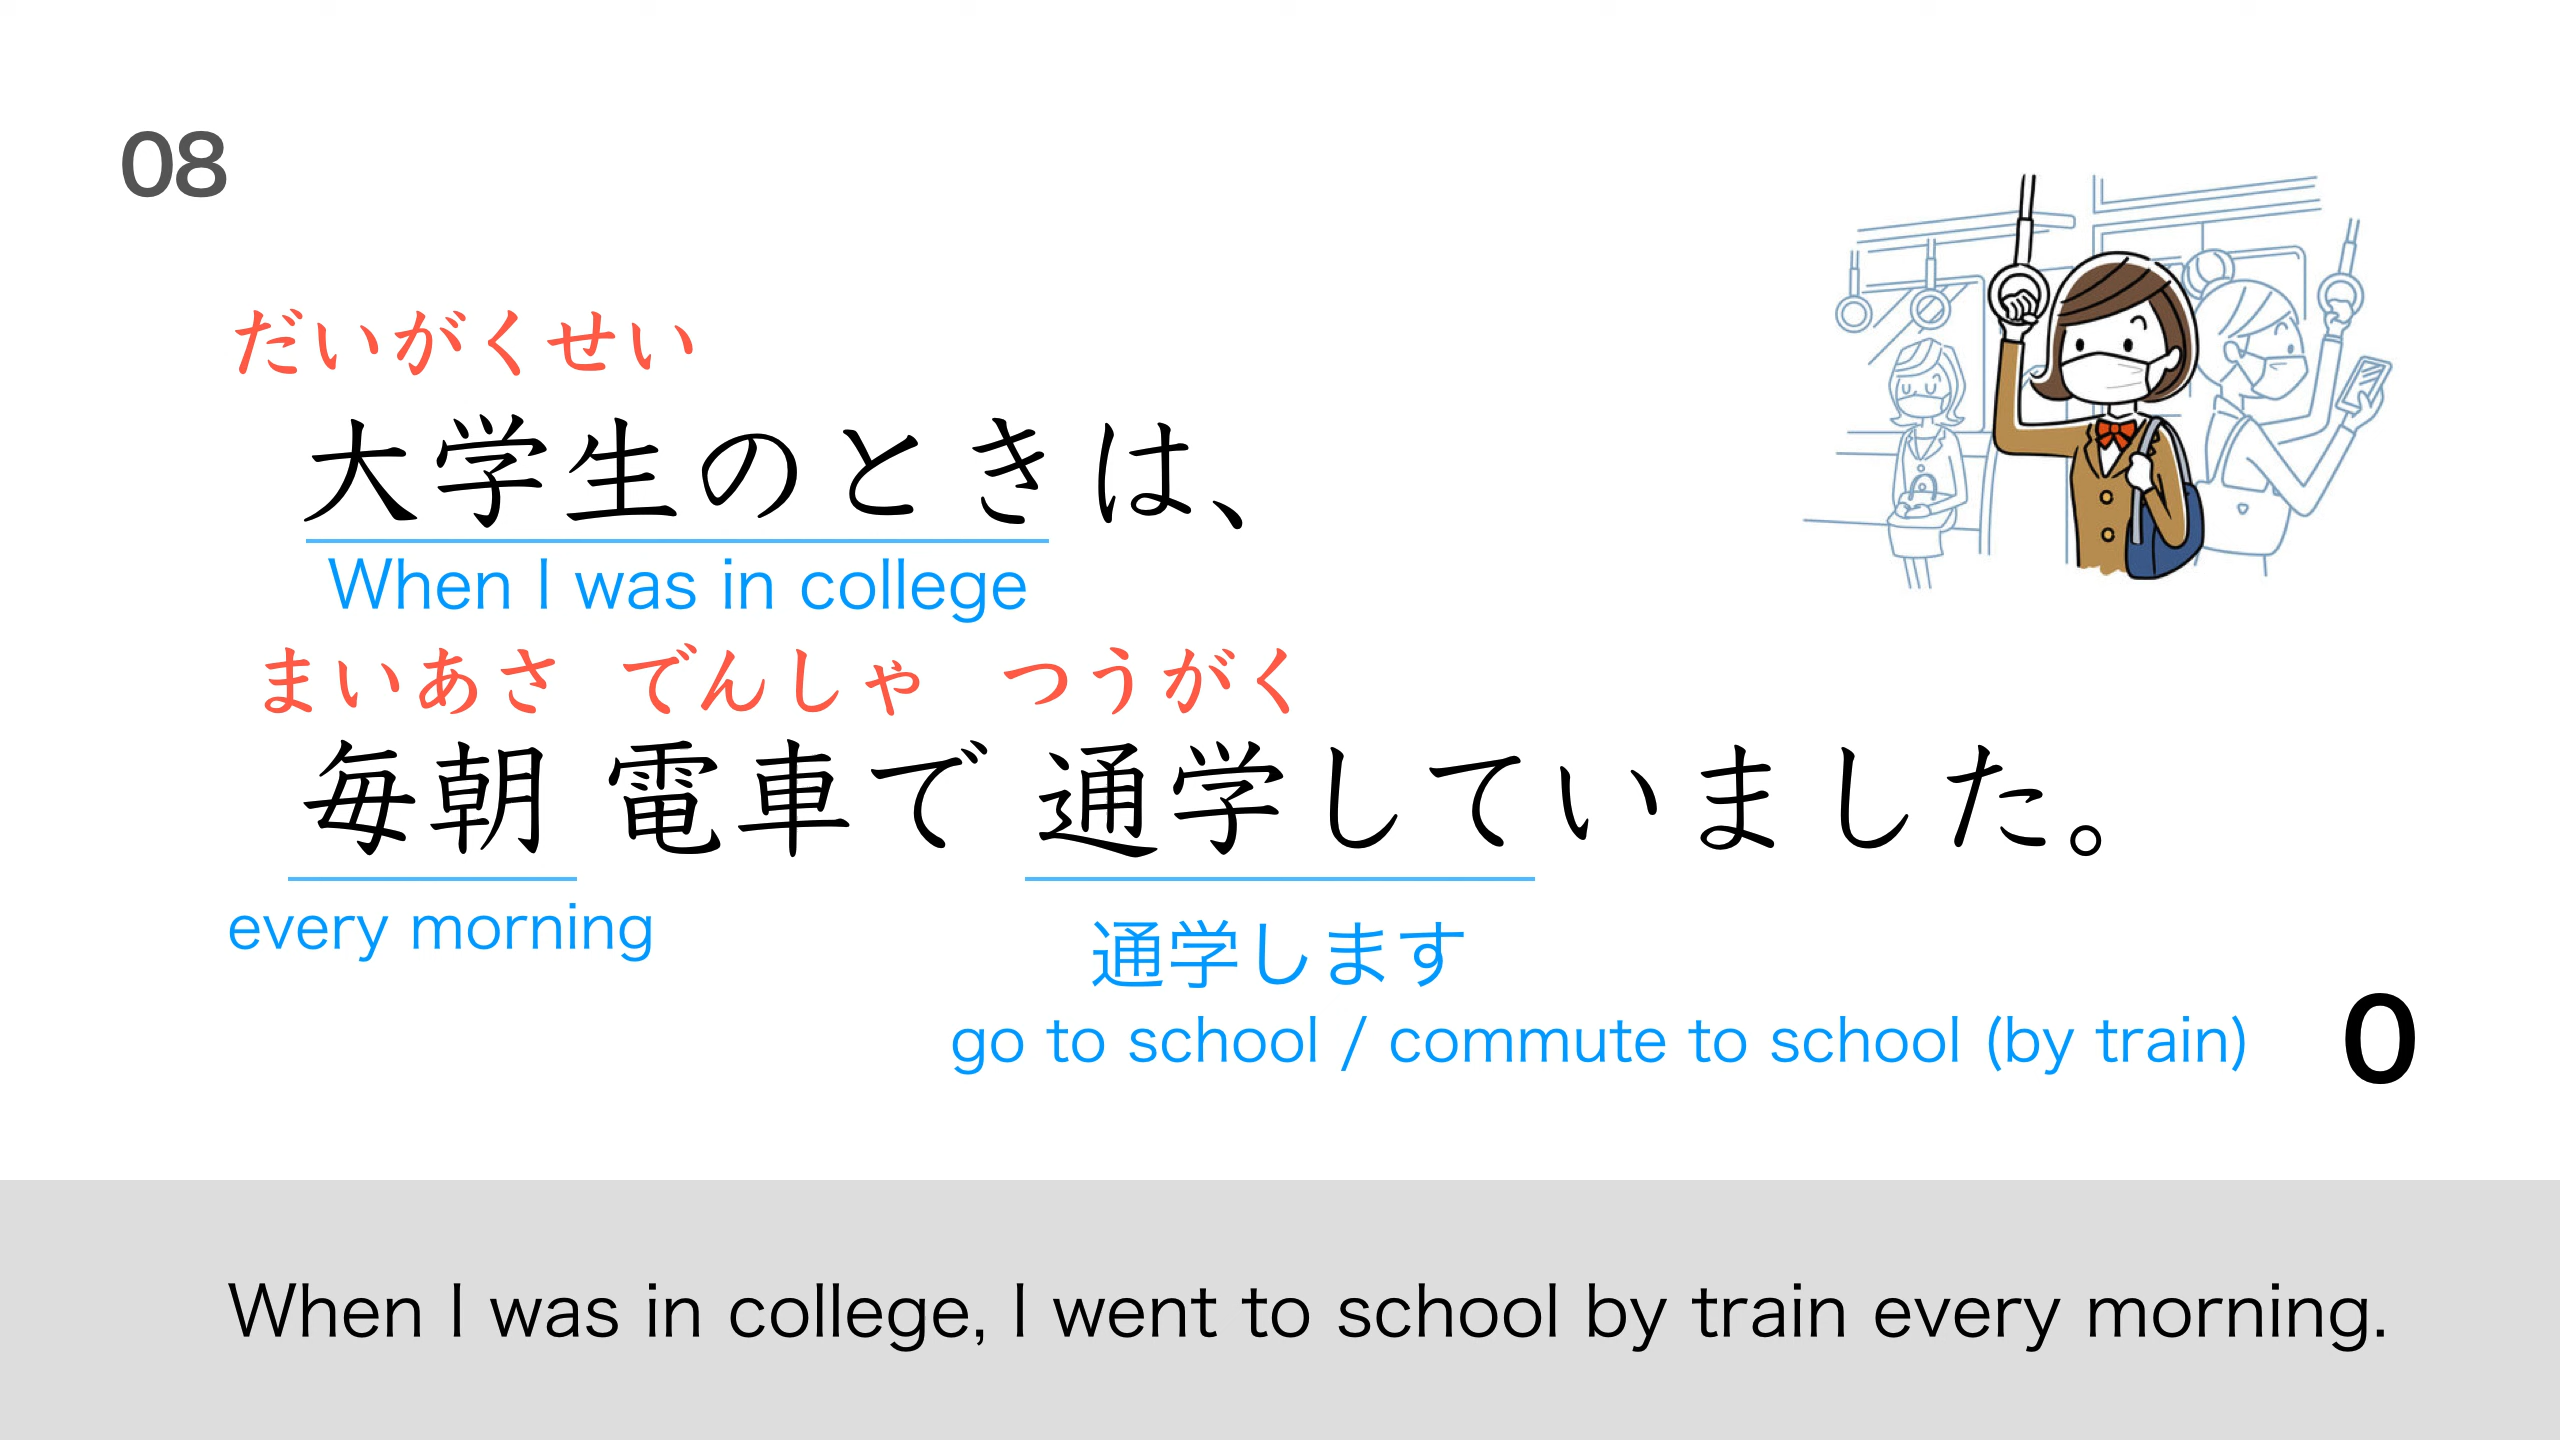 08
だいがくせい
大学生のときは、
When I was in college
まいあさ でんしゃ つうがく
毎朝 電車で 通学していました。
every morning
通学します
go to school / commute to school (by train)
0
When I was in college, I went to school by train every morning.